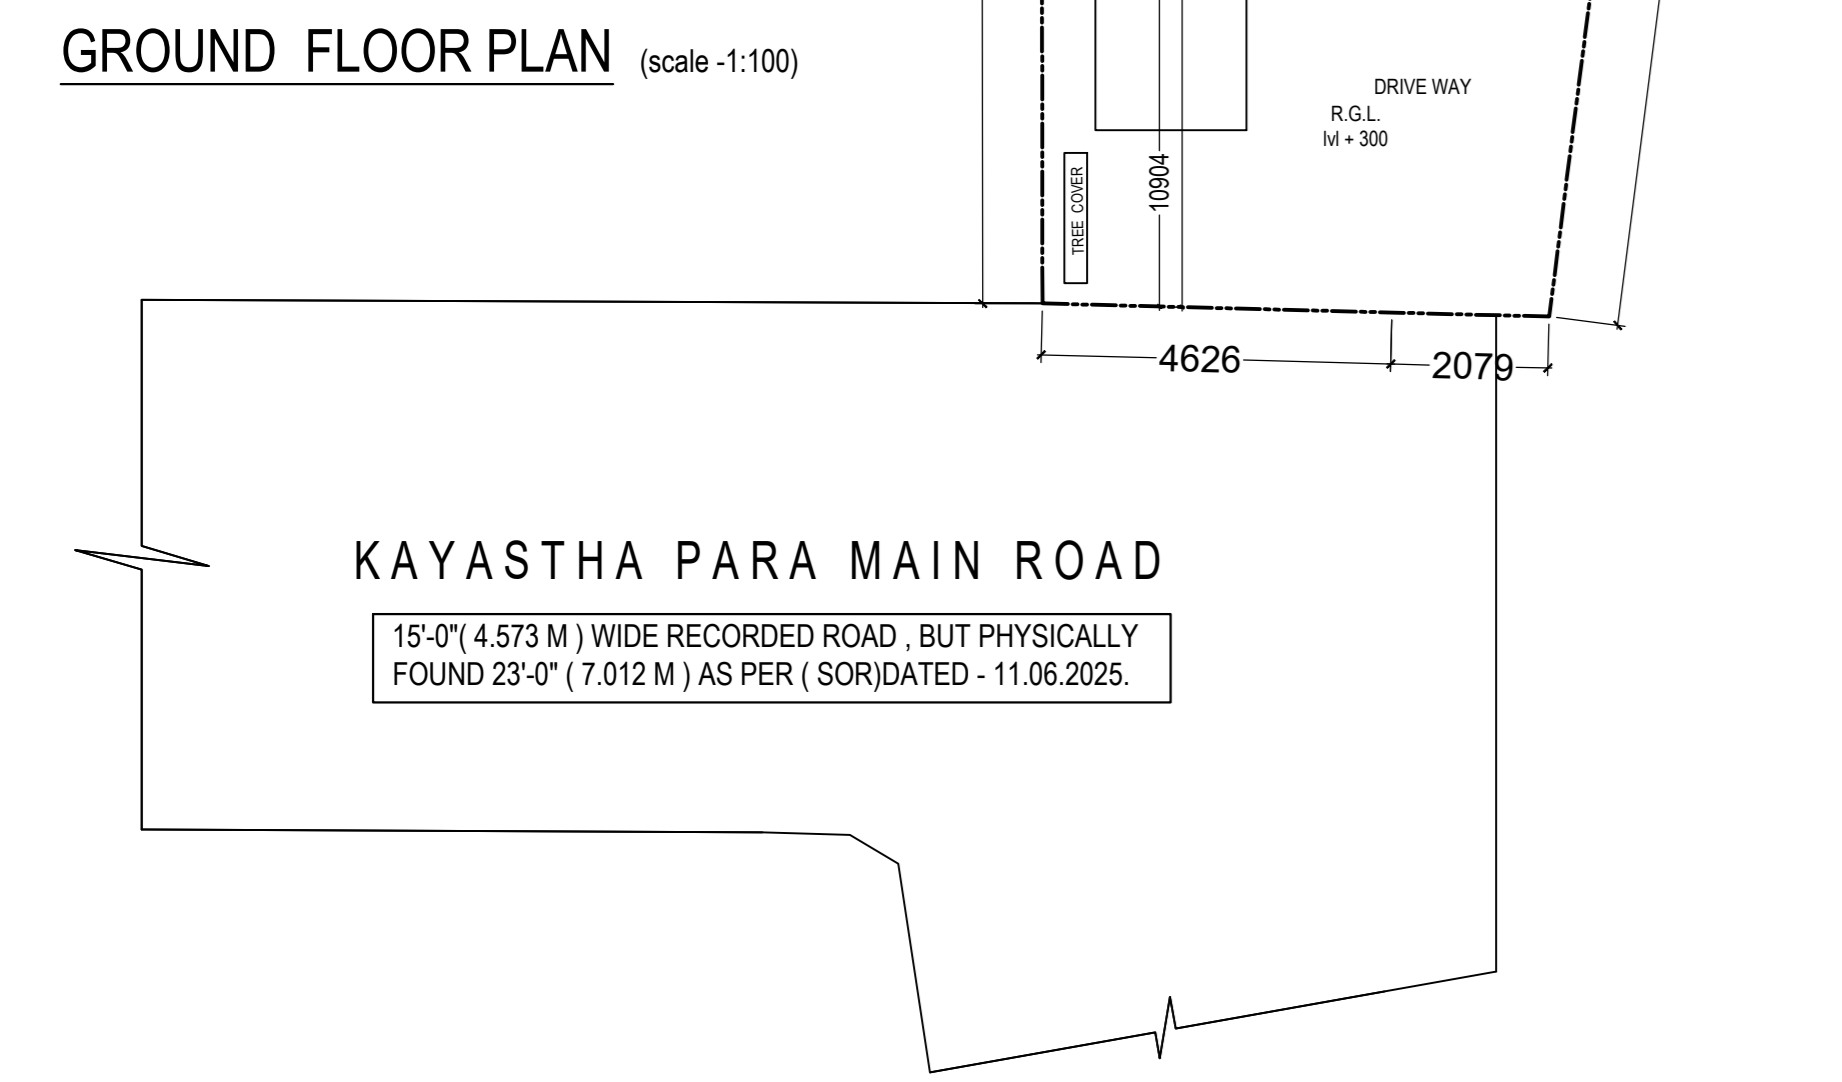 GROUND FLOOR PLAN (scale -1:100)
DRIVE WAY
R.G.L.
lvl + 300
TREE COVER
10904
4626
2079
KAYASTHA PARA MAIN ROAD
15'-0"( 4.573 M ) WIDE RECORDED ROAD , BUT PHYSICALLY
FOUND 23'-0" ( 7.012 M ) AS PER ( SOR)DATED - 11.06.2025.